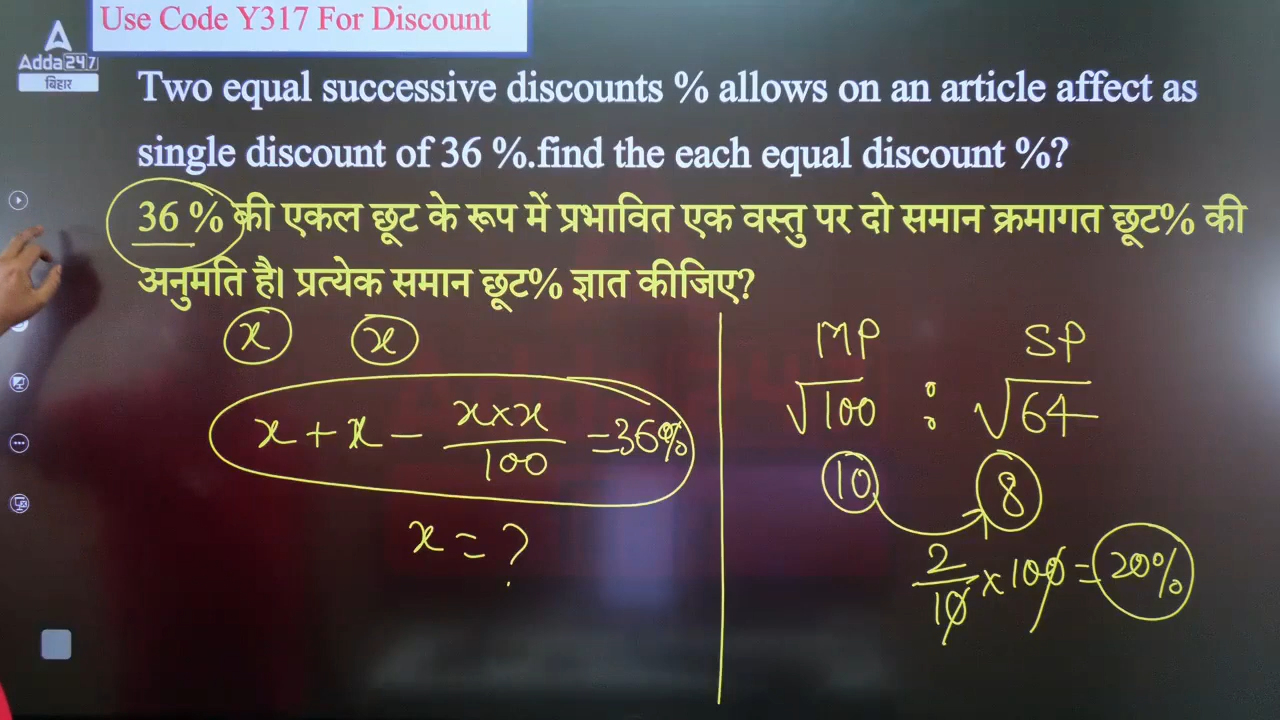 Use Code Y317 For Discount
Adda247
बिहार
Two equal successive discounts % allows on an article affect as
single discount of 36 %.find the each equal discount %?
36 % की एकल छूट के रूप में प्रभावित एक वस्तु पर दो समान क्रमागत छूट% की
अनुमति है। प्रत्येक समान छूट% ज्ञात कीजिए?
x x
x + x - x×x/100 = 36%
x = ?
MP SP
√100 : √64
10 8
2/10 × 100 = 20%